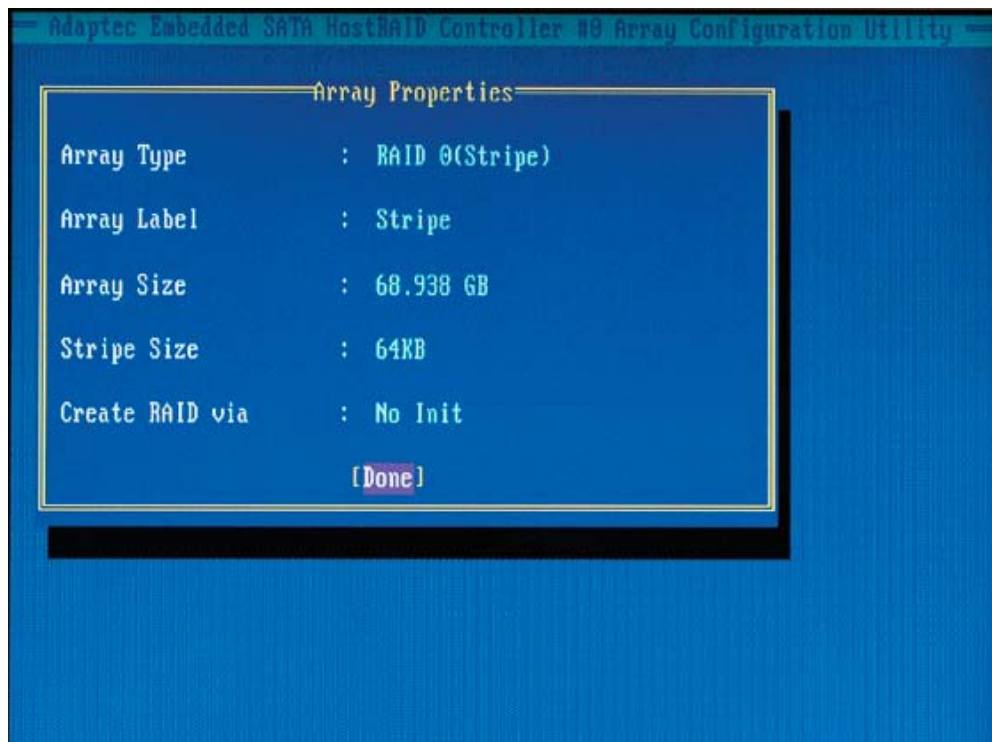 Adaptec Embedded SATA HostRAID Controller #0 Array Configuration Utility
Array Properties
Array Type : RAID 0(Stripe)
Array Label : Stripe
Array Size : 68.938 GB
Stripe Size : 64KB
Create RAID via : No Init
[Done]